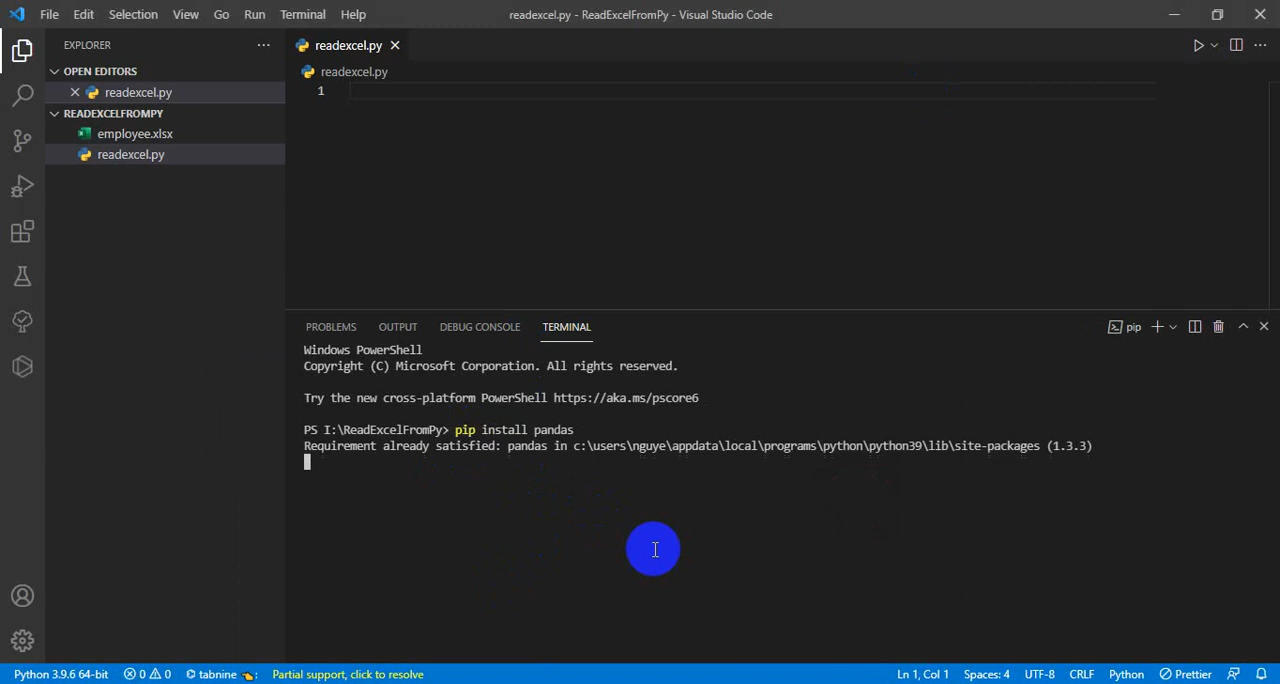 File Edit Selection View Go Run Terminal Help readexcel.py - ReadExcelFromPy - Visual Studio Code
EXPLORER
OPEN EDITORS
readexcel.py
READEXCELFROMPY
employee.xlsx
readexcel.py
readexcel.py
readexcel.py
1
PROBLEMS OUTPUT DEBUG CONSOLE TERMINAL pip
Windows PowerShell
Copyright (C) Microsoft Corporation. All rights reserved.
Try the new cross-platform PowerShell https://aka.ms/pscore6
PS I:\ReadExcelFromPy> pip install pandas
Requirement already satisfied: pandas in c:\users\nguye\appdata\local\programs\python\python39\lib\site-packages (1.3.3)
Python 3.9.6 64-bit 0 0 tabnine : Partial support, click to resolve Ln 1, Col 1 Spaces: 4 UTF-8 CRLF Python Prettier